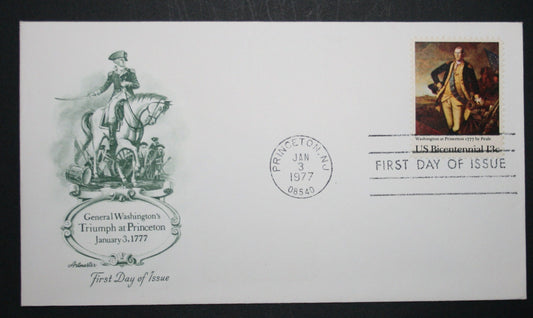 Washington at Princeton 1777 by Peale
US Bicentennial 13c
FIRST DAY OF ISSUE
PRINCETON, NJ
JAN
3
1977
08540
General Washington's
Triumph at Princeton
January 3, 1777
Artmaster
First Day of Issue